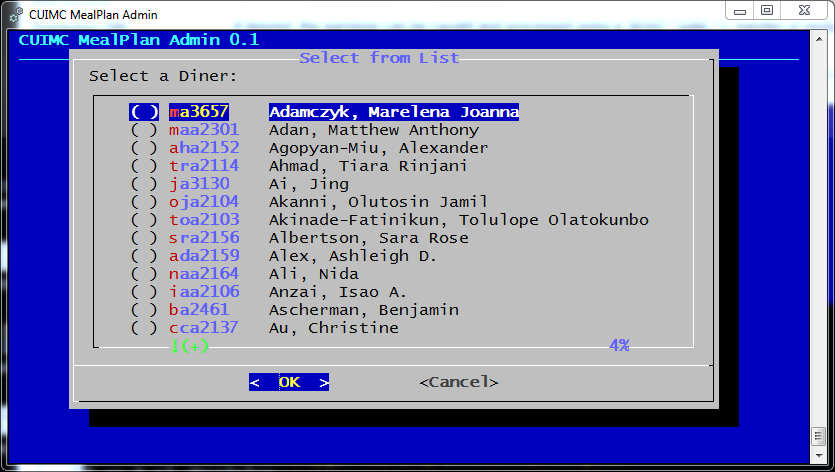 CUIMC MealPlan Admin
CUIMC MealPlan Admin 0.1
Select from List
Select a Diner:
( ) ma3657 Adamczyk, Marelena Joanna
( ) maa2301 Adan, Matthew Anthony
( ) aha2152 Agopyan-Miu, Alexander
( ) tra2114 Ahmad, Tiara Rinjani
( ) ja3130 Ai, Jing
( ) oja2104 Akanni, Olutosin Jamil
( ) toa2103 Akinade-Fatinikun, Tolulope Olatokunbo
( ) sra2156 Albertson, Sara Rose
( ) ada2159 Alex, Ashleigh D.
( ) naa2164 Ali, Nida
( ) iaa2106 Anzai, Isao A.
( ) ba2461 Ascherman, Benjamin
( ) cca2137 Au, Christine
↓(+) 4%
< OK > <Cancel>